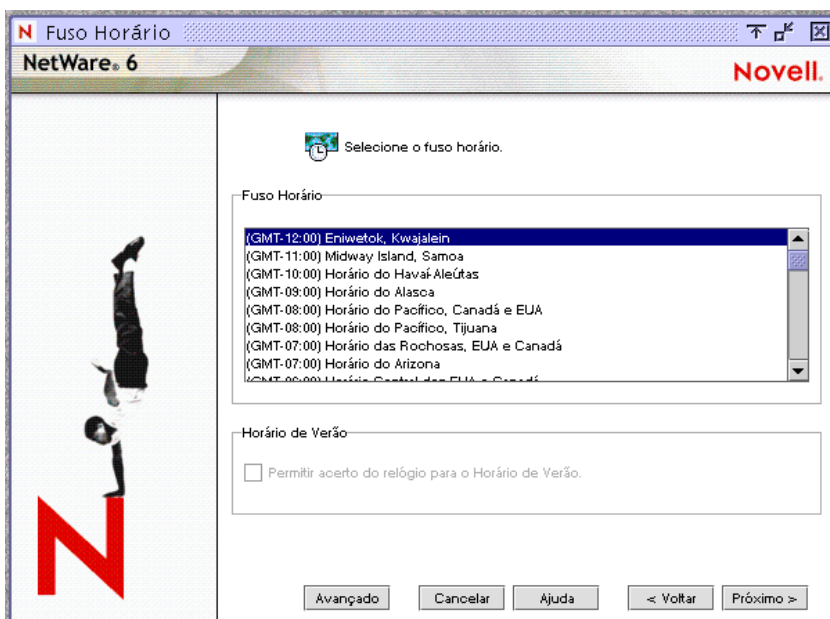 N Fuso Horário
NetWare® 6
Novell.
Selecione o fuso horário.
Fuso Horário
(GMT-12:00) Eniwetok, Kwajalein
(GMT-11:00) Midway Island, Samoa
(GMT-10:00) Horário do Havaí-Aleútas
(GMT-09:00) Horário do Alasca
(GMT-08:00) Horário do Pacífico, Canadá e EUA
(GMT-08:00) Horário do Pacífico, Tijuana
(GMT-07:00) Horário das Rochosas, EUA e Canadá
(GMT-07:00) Horário do Arizona
Horário de Verão
Permitir acerto do relógio para o Horário de Verão.
N
Avançado Cancelar Ajuda < Voltar Próximo >